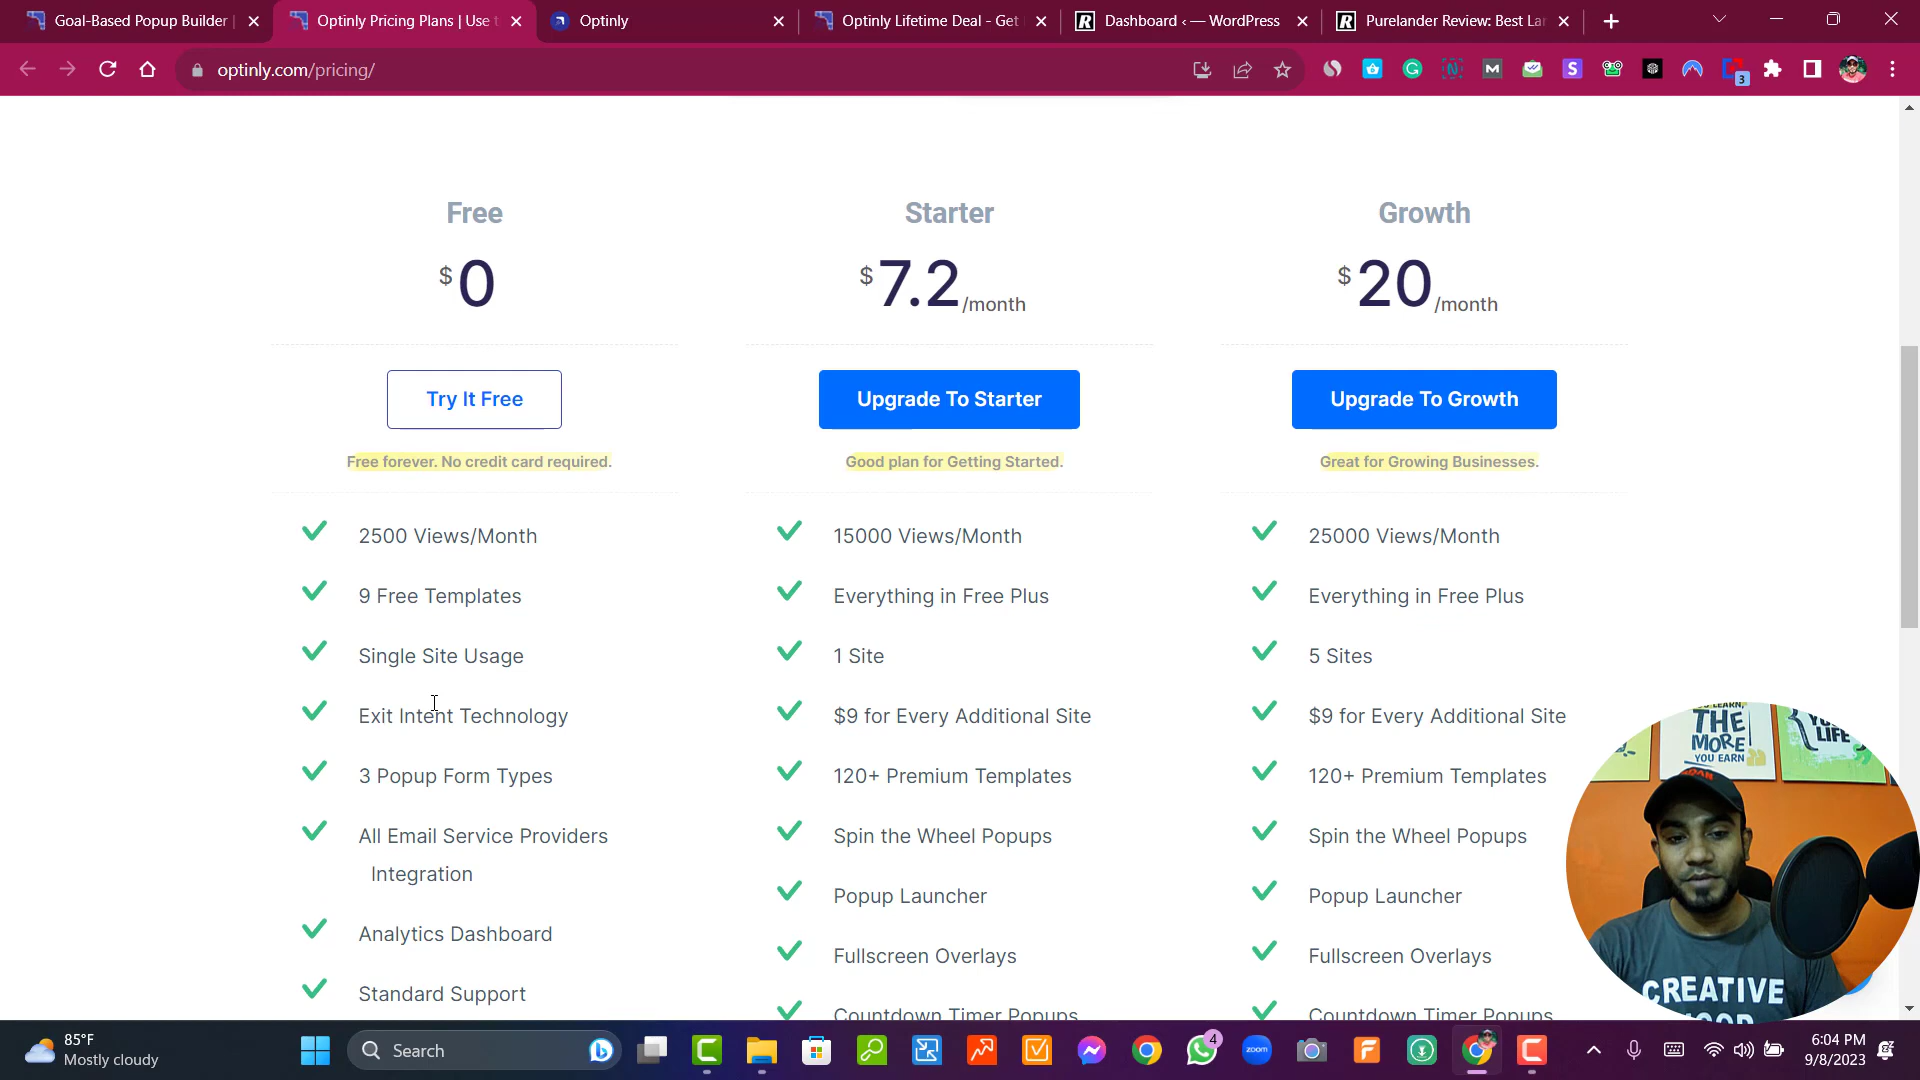 Goal-Based Popup Builder
Optinly Pricing Plans | Use t
Optinly
Optinly Lifetime Deal - Get
Dashboard ‹ — WordPress
Purelander Review: Best La
optinly.com/pricing/
3
Free
$0
Try It Free
Free forever. No credit card required.
2500 Views/Month
9 Free Templates
Single Site Usage
Exit Intent Technology
3 Popup Form Types
All Email Service Providers
Integration
Analytics Dashboard
Standard Support
Starter
$7.2/month
Upgrade To Starter
Good plan for Getting Started.
15000 Views/Month
Everything in Free Plus
1 Site
$9 for Every Additional Site
120+ Premium Templates
Spin the Wheel Popups
Popup Launcher
Fullscreen Overlays
Countdown Timer Popups
Growth
$20/month
Upgrade To Growth
Great for Growing Businesses.
25000 Views/Month
Everything in Free Plus
5 Sites
$9 for Every Additional Site
120+ Premium Templates
Spin the Wheel Popups
Popup Launcher
Fullscreen Overlays
Countdown Timer Popups
THE
MORE
YOU EARN
LIFE
CREATIVE
85°F
Mostly cloudy
Search
4
zoom
6:04 PM
9/8/2023